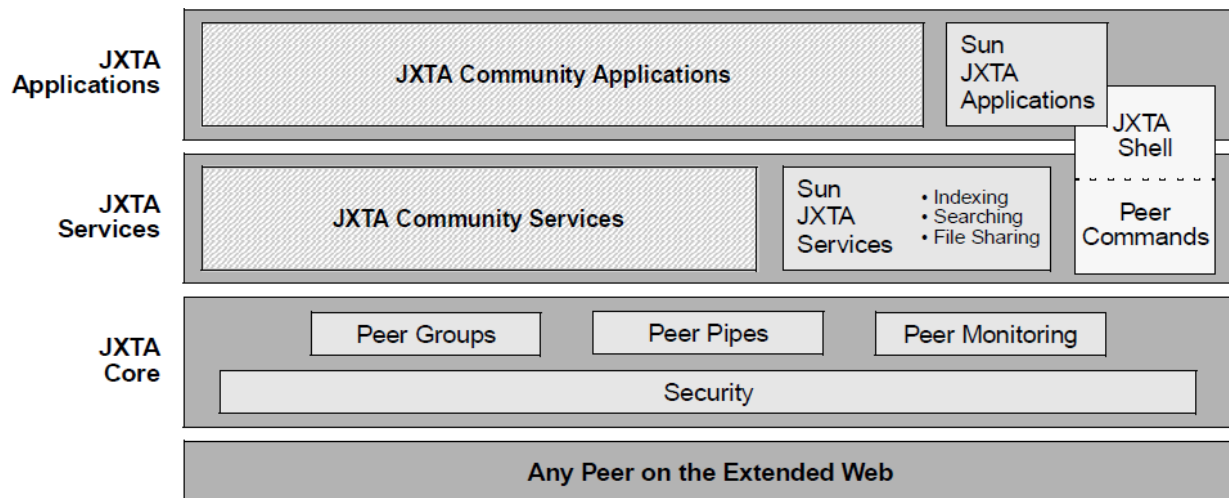 JXTA
Applications
JXTA Community Applications
Sun
JXTA
Applications
JXTA
Shell
JXTA
Services
JXTA Community Services
Sun
JXTA
Services
• Indexing
• Searching
• File Sharing
Peer
Commands
JXTA
Core
Peer Groups
Peer Pipes
Peer Monitoring
Security
Any Peer on the Extended Web